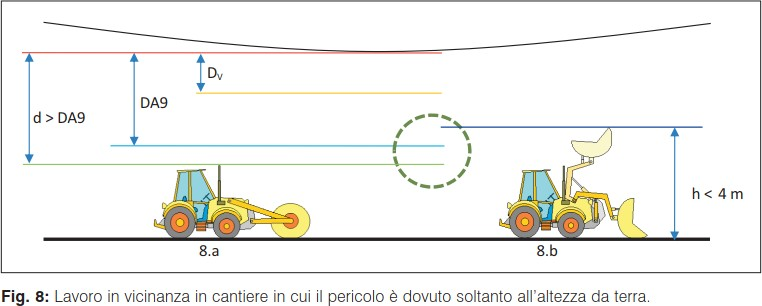 Dv
DA9
d > DA9
h < 4 m
8.a
8.b
Fig. 8: Lavoro in vicinanza in cantiere in cui il pericolo è dovuto soltanto all'altezza da terra.